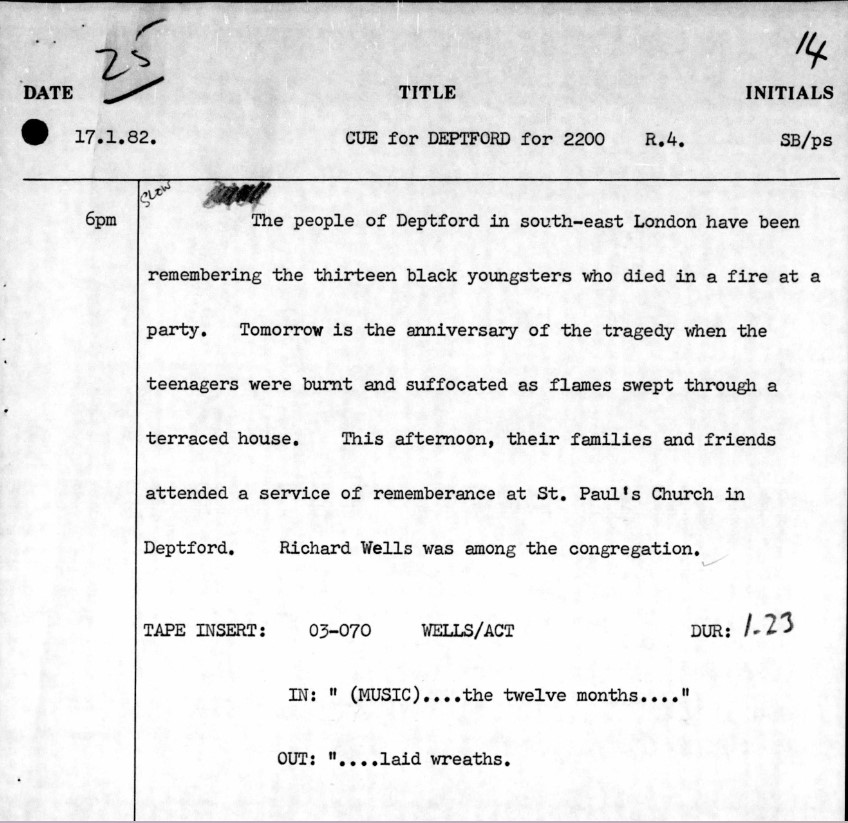 25
14
DATE TITLE INITIALS
17.1.82. CUE for DEPTFORD for 2200 R.4. SB/ps
SLOW
6pm The people of Deptford in south-east London have been
remembering the thirteen black youngsters who died in a fire at a
party. Tomorrow is the anniversary of the tragedy when the
teenagers were burnt and suffocated as flames swept through a
terraced house. This afternoon, their families and friends
attended a service of rememberance at St. Paul's Church in
Deptford. Richard Wells was among the congregation.
TAPE INSERT: 03-070 WELLS/ACT DUR: 1.23
IN: " (MUSIC)....the twelve months...."
OUT: "....laid wreaths.